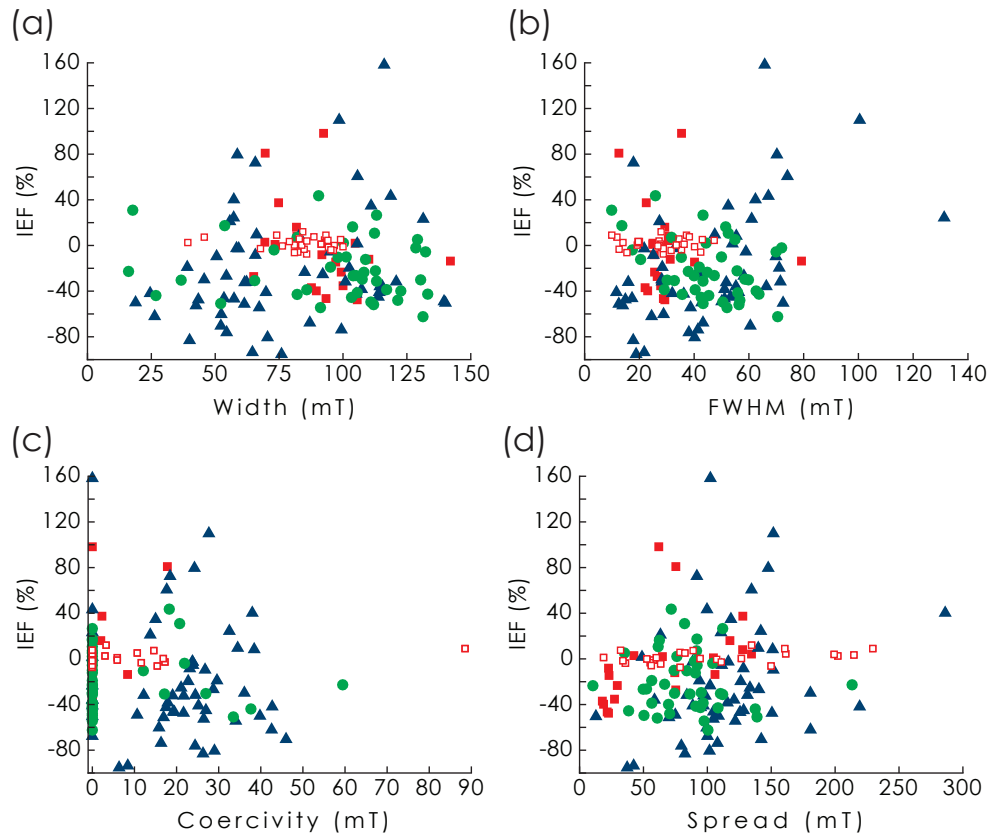 (a)
(b)
160
120
80
40
0
-40
-80
IEF (%)
0 25 50 75 100 125 150
Width (mT)
160
120
80
40
0
-40
-80
IEF (%)
0 20 40 60 80 100 120 140
FWHM (mT)
(c)
(d)
160
120
80
40
0
-40
-80
IEF (%)
0 10 20 30 40 50 60 70 80 90
Coercivity (mT)
160
120
80
40
0
-40
-80
IEF (%)
0 50 100 150 200 250 300
Spread (mT)